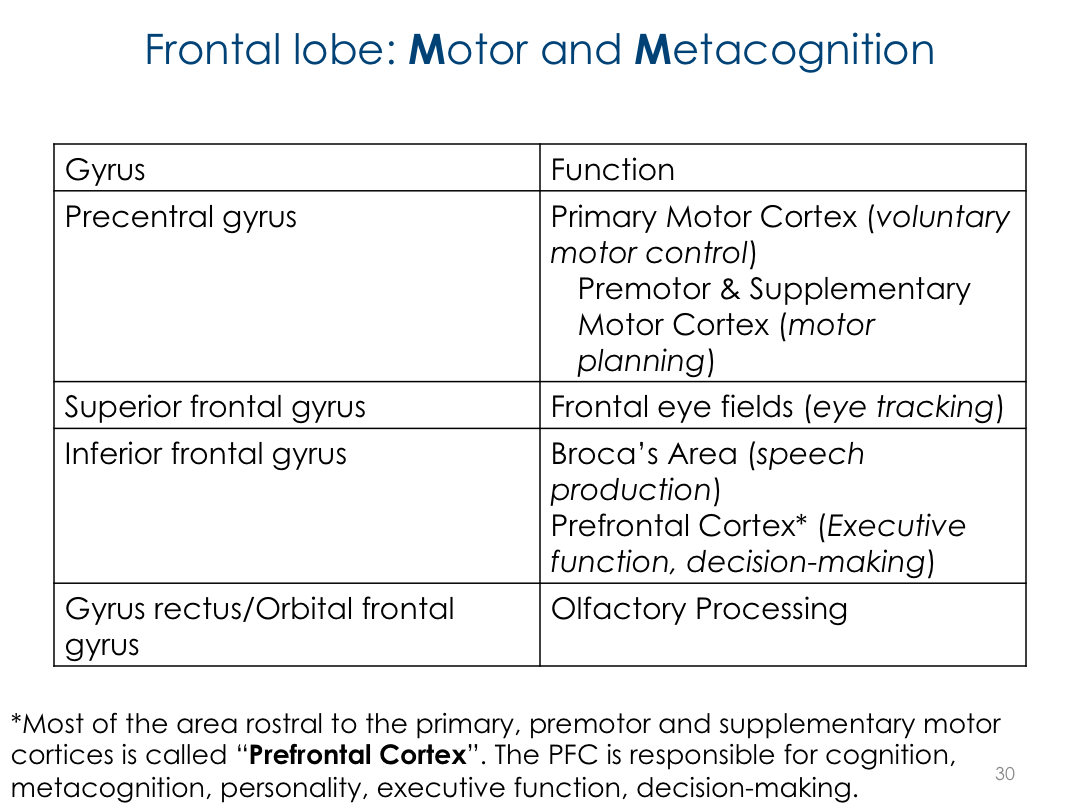 Frontal lobe: Motor and Metacognition
Gyrus
Function
Precentral gyrus
Primary Motor Cortex (voluntary
motor control)
Premotor & Supplementary
Motor Cortex (motor
planning)
Superior frontal gyrus
Frontal eye fields (eye tracking)
Inferior frontal gyrus
Broca’s Area (speech
production)
Prefrontal Cortex* (Executive
function, decision-making)
Gyrus rectus/Orbital frontal
gyrus
Olfactory Processing
*Most of the area rostral to the primary, premotor and supplementary motor
cortices is called “Prefrontal Cortex”. The PFC is responsible for cognition,
metacognition, personality, executive function, decision-making.
30